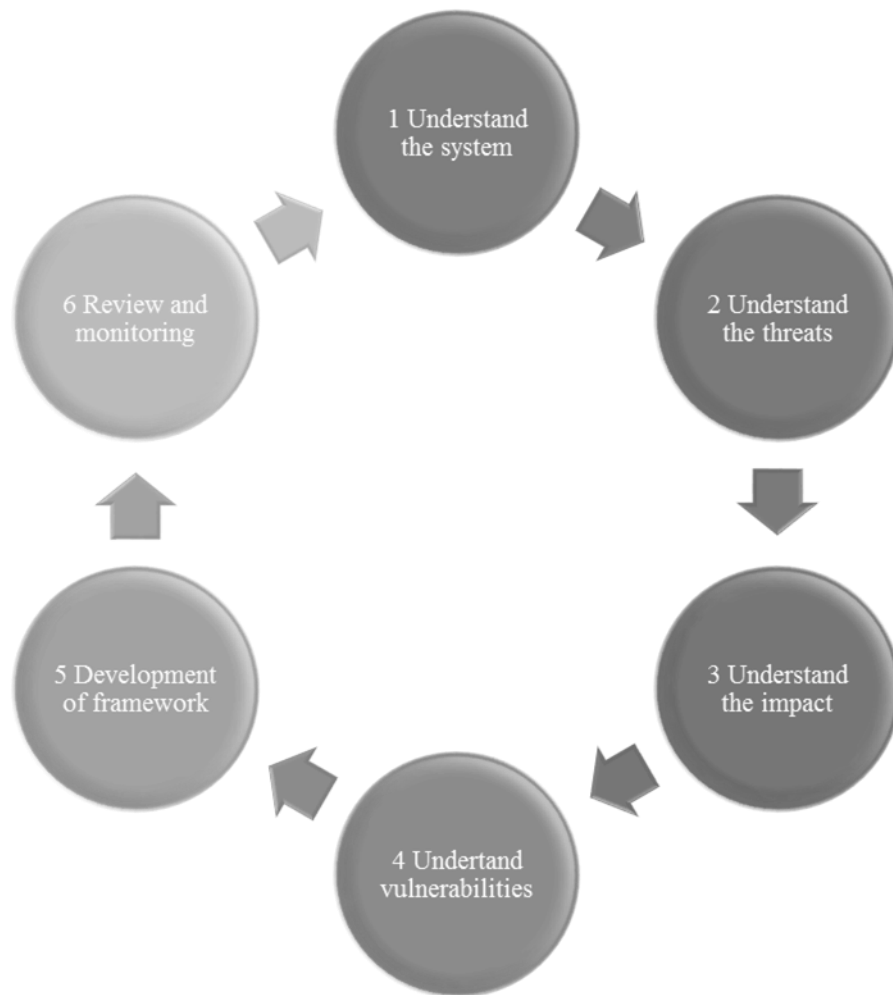 1 Understand
the system
2 Understand
the threats
3 Understand
the impact
4 Undertand
vulnerabilities
5 Development
of framework
6 Review and
monitoring